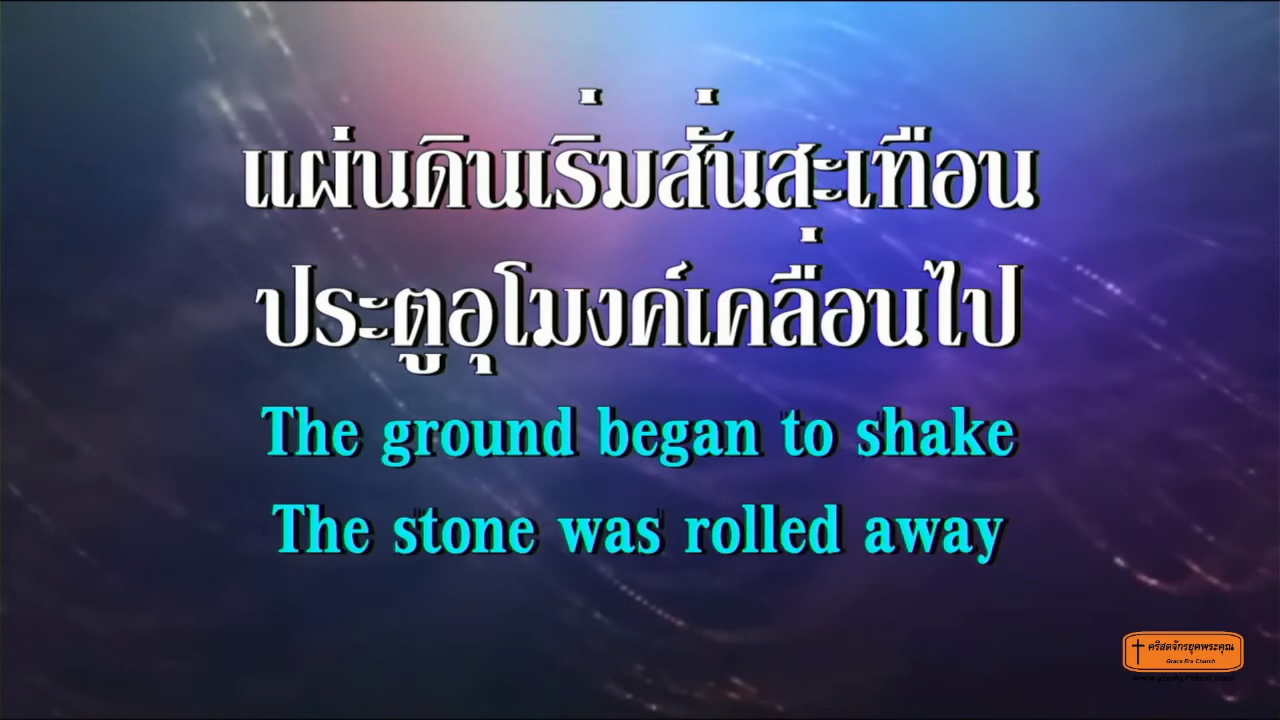 แผ่นดินเริ่มสั่นสะเทือน
ประตูอุโมงค์เคลื่อนไป
The ground began to shake
The stone was rolled away
คริสตจักรยุคพระคุณ
Grace Era Church